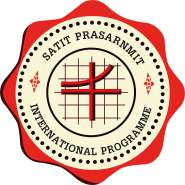 SATIT PRASARNMIT
INTERNATIONAL PROGRAMME